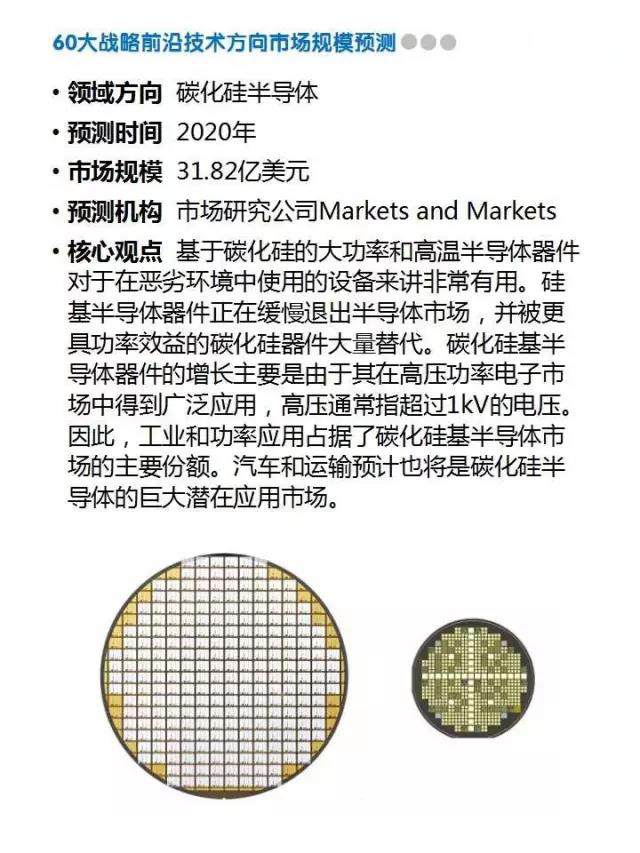 60大战略前沿技术方向市场规模预测
• 领域方向 碳化硅半导体
• 预测时间 2020年
• 市场规模 31.82亿美元
• 预测机构 市场研究公司Markets and Markets
• 核心观点 基于碳化硅的大功率和高温半导体器件
对于在恶劣环境中使用的设备来讲非常有用。硅
基半导体器件正在缓慢退出半导体市场，并被更
具功率效益的碳化硅器件大量替代。碳化硅基半
导体器件的增长主要是由于其在高压功率电子市
场中得到广泛应用，高压通常指超过1kV的电压。
因此，工业和功率应用占据了碳化硅基半导体市
场的主要份额。汽车和运输预计也将是碳化硅半
导体的巨大潜在应用市场。